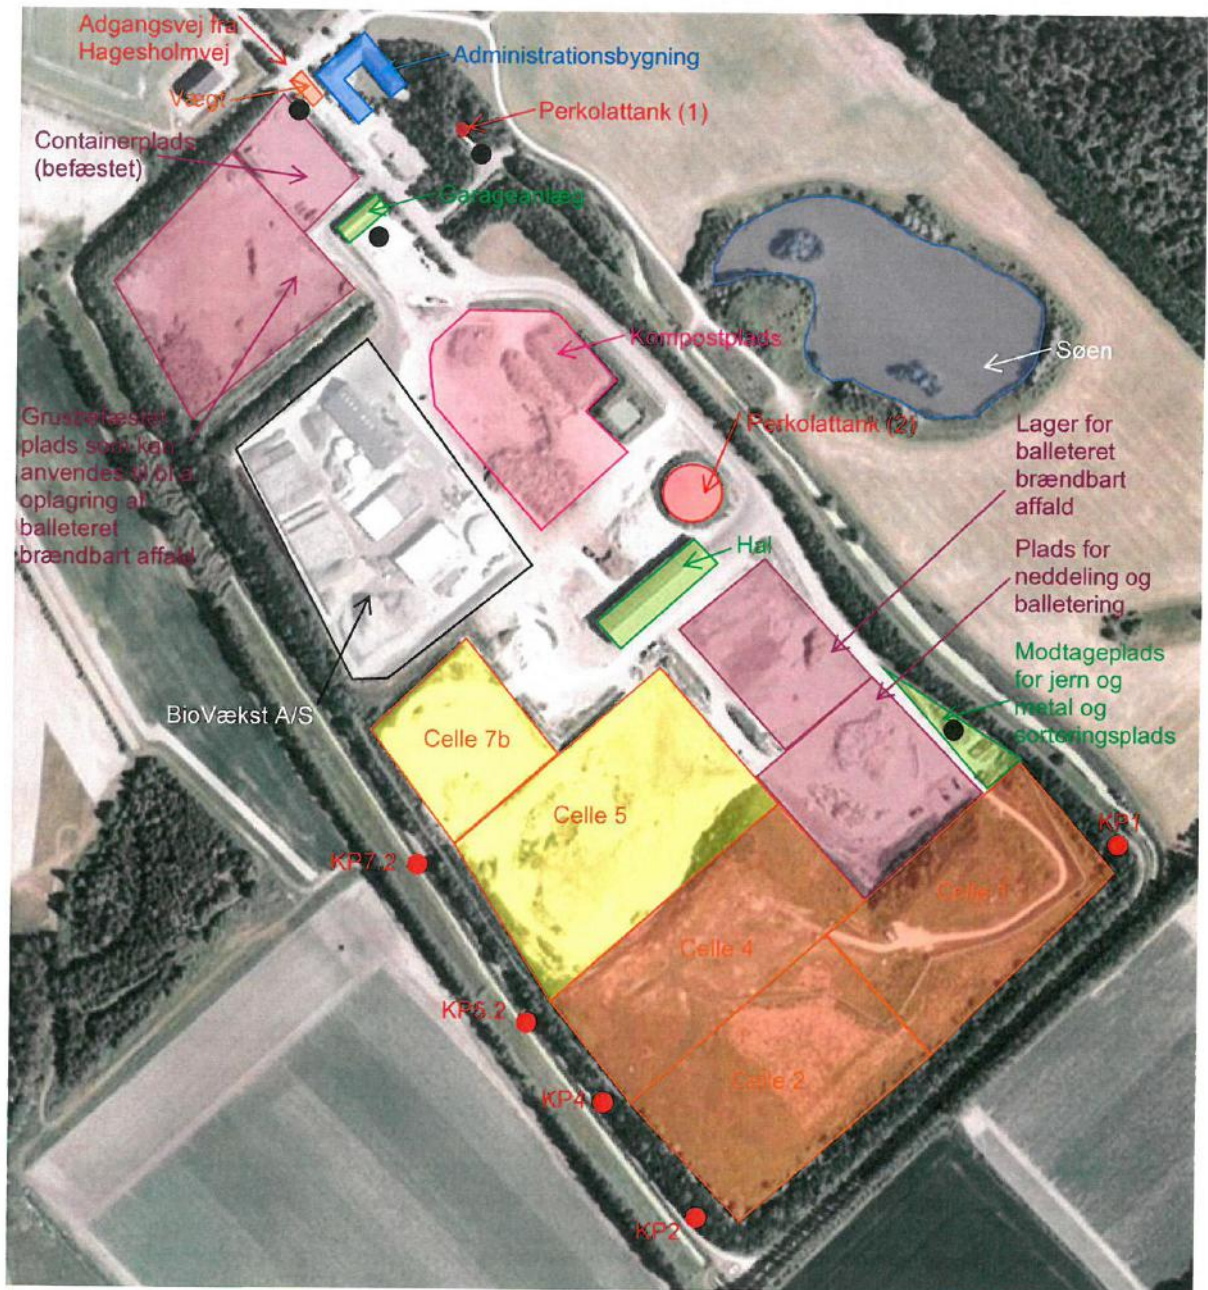 Adgangsvej fra
Hagesholmvej
Vægt
Administrationsbygning
Perkolattank (1)
Containerplads
(befæstet)
Garageanlæg
Kompostplads
Søen
Grusbefæstet
plads som kan
anvendes til bl.a
oplagring af
balleteret
brændbart affald
Perkolattank (2)
Lager for
balleteret
brændbart
affald
Hal
Plads for
neddeling og
balletering
Modtageplads
for jern og
metal og
sorteringsplads
BioVækst A/S
Celle 7b
Celle 5
KP7.2
KP1
Celle 4
KP5.2
Celle 2
KP4
KP2